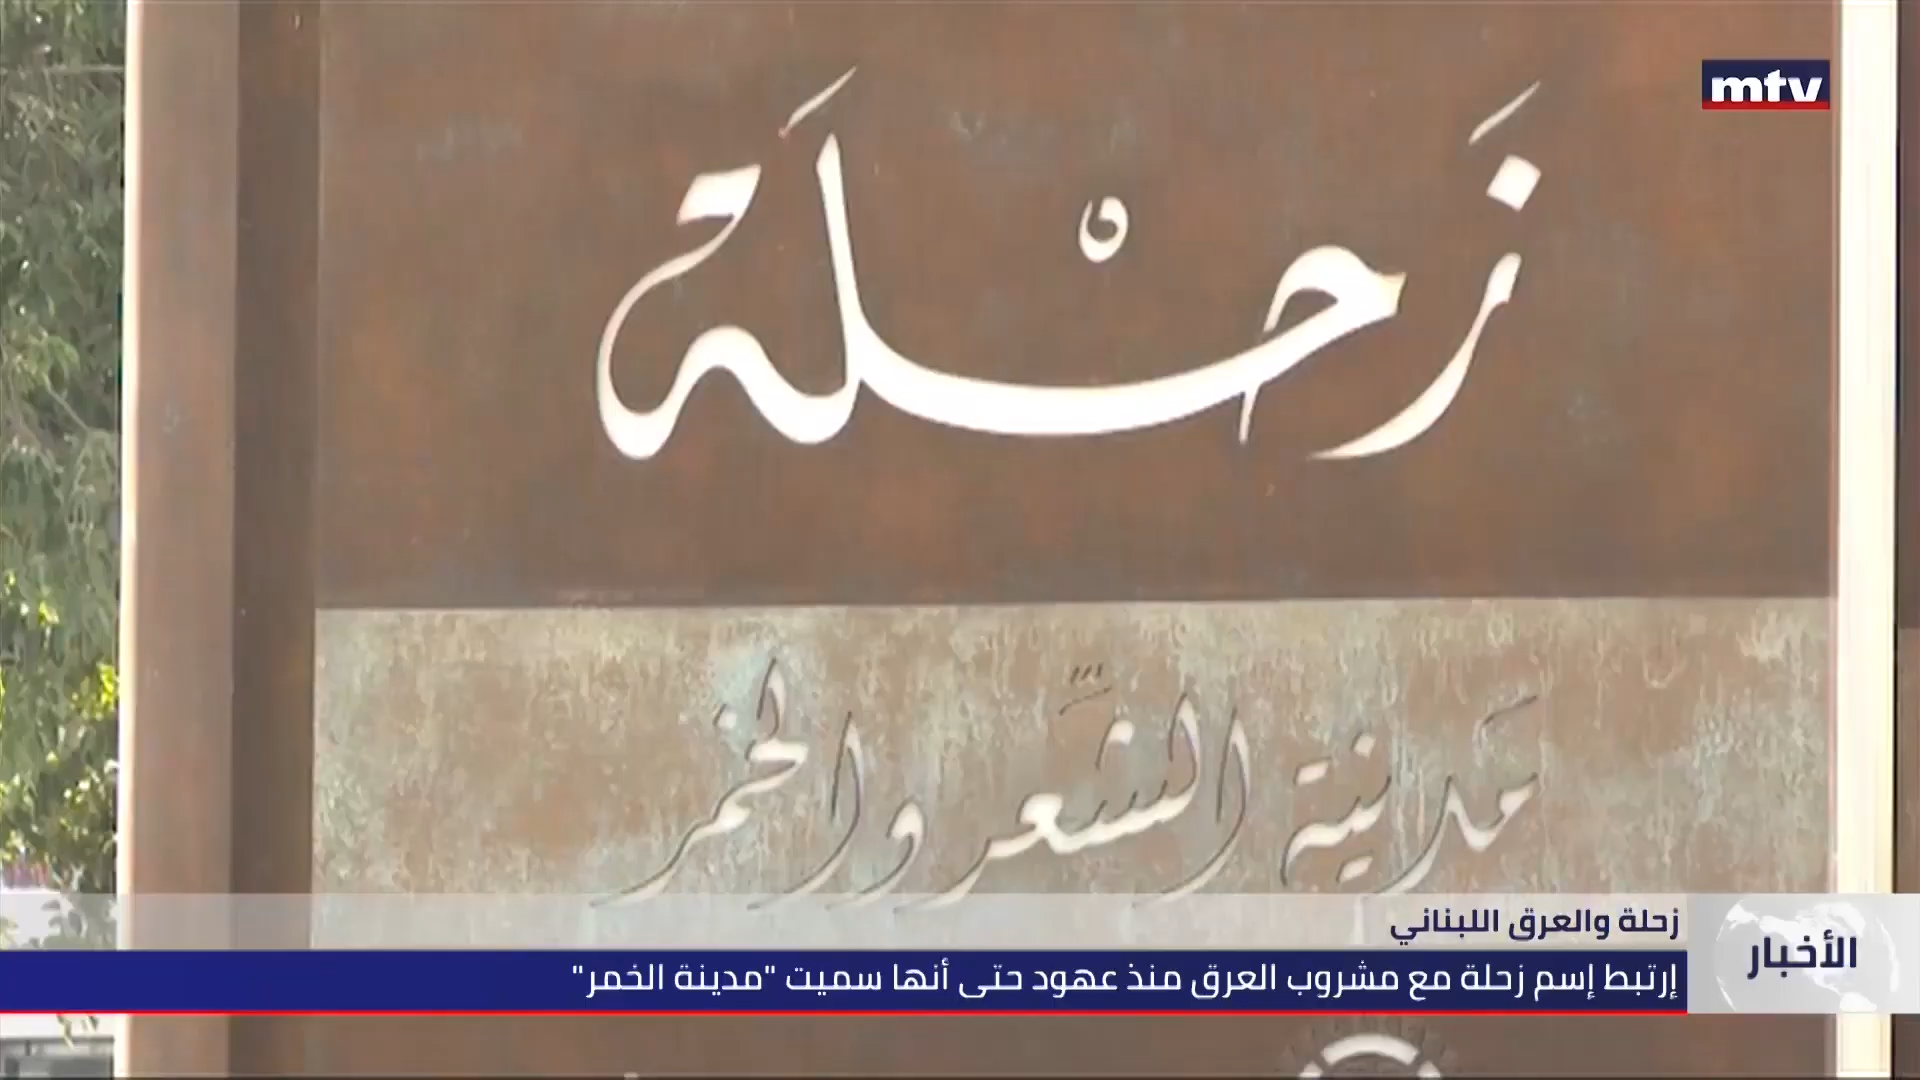 mtv
زَحْلَة
مَدينة الشّعر والخمر
زحلة والعرق اللبناني
الأخبار
إرتبط إسم زحلة مع مشروب العرق منذ عهود حتى أنها سميت "مدينة الخمر"